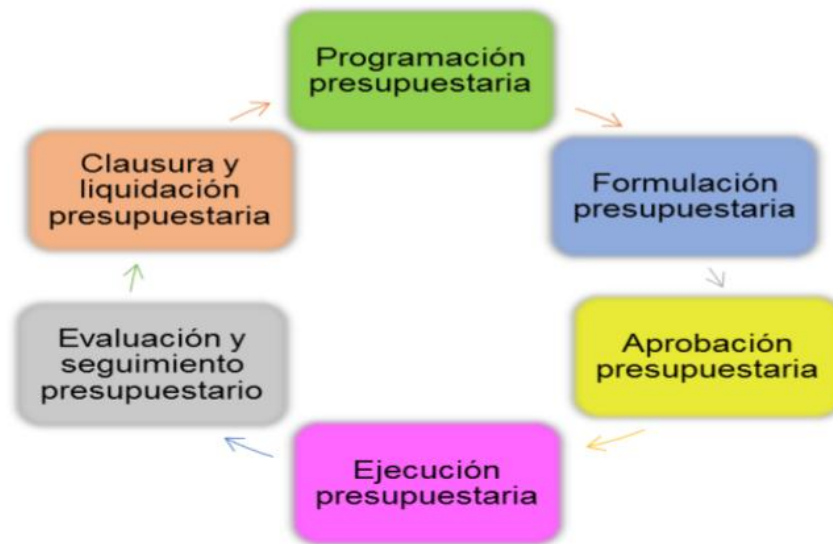 Programación
presupuestaria
Formulación
presupuestaria
Aprobación
presupuestaria
Ejecución
presupuestaria
Evaluación y
seguimiento
presupuestario
Clausura y
liquidación
presupuestaria